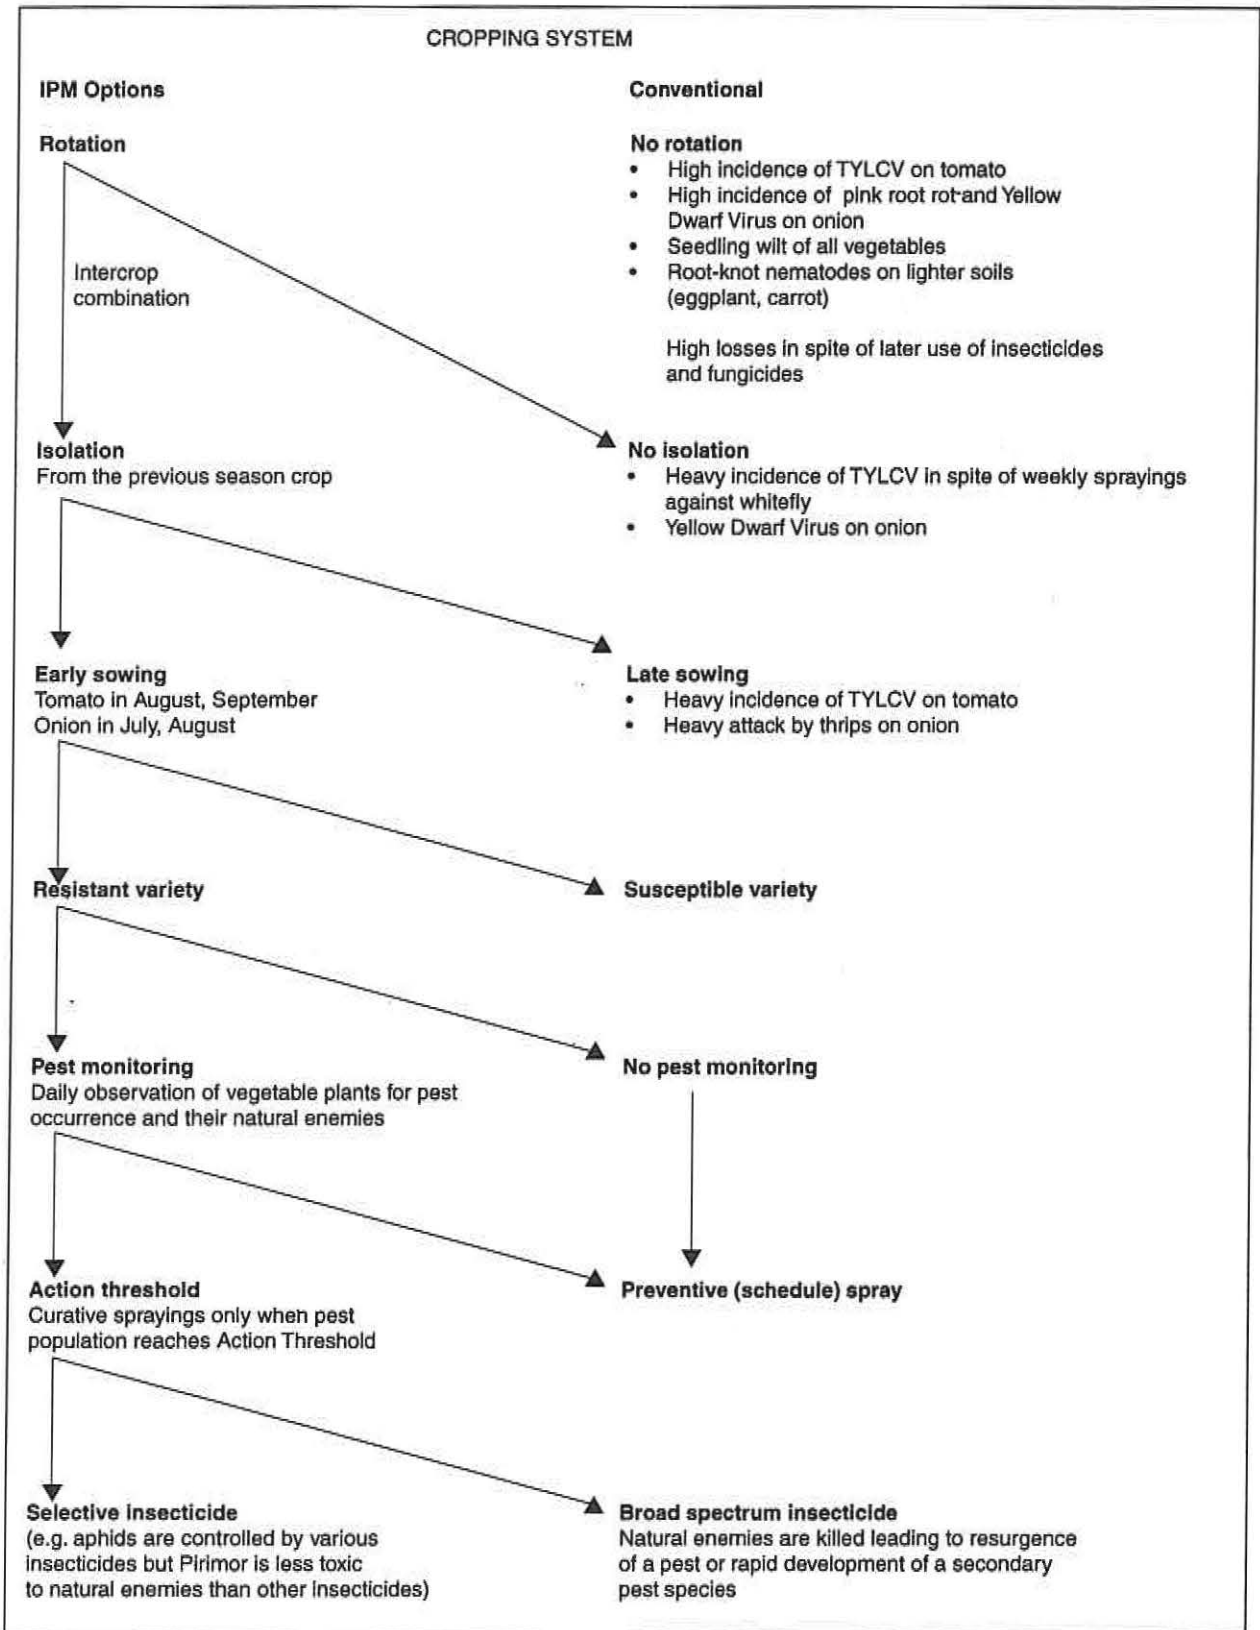 CROPPING SYSTEM
IPM Options
Conventional
Rotation
No rotation
• High incidence of TYLCV on tomato
• High incidence of pink root rot-and Yellow
Dwarf Virus on onion
• Seedling wilt of all vegetables
• Root-knot nematodes on lighter soils
(eggplant, carrot)
High losses in spite of later use of insecticides
and fungicides
Intercrop
combination
Isolation
From the previous season crop
No isolation
• Heavy incidence of TYLCV in spite of weekly sprayings
against whitefly
• Yellow Dwarf Virus on onion
Early sowing
Tomato in August, September
Onion in July, August
Late sowing
• Heavy incidence of TYLCV on tomato
• Heavy attack by thrips on onion
Resistant variety
Susceptible variety
Pest monitoring
Daily observation of vegetable plants for pest
occurrence and their natural enemies
No pest monitoring
Action threshold
Curative sprayings only when pest
population reaches Action Threshold
Preventive (schedule) spray
Selective insecticide
(e.g. aphids are controlled by various
insecticides but Pirimor is less toxic
to natural enemies than other insecticides)
Broad spectrum insecticide
Natural enemies are killed leading to resurgence
of a pest or rapid development of a secondary
pest species